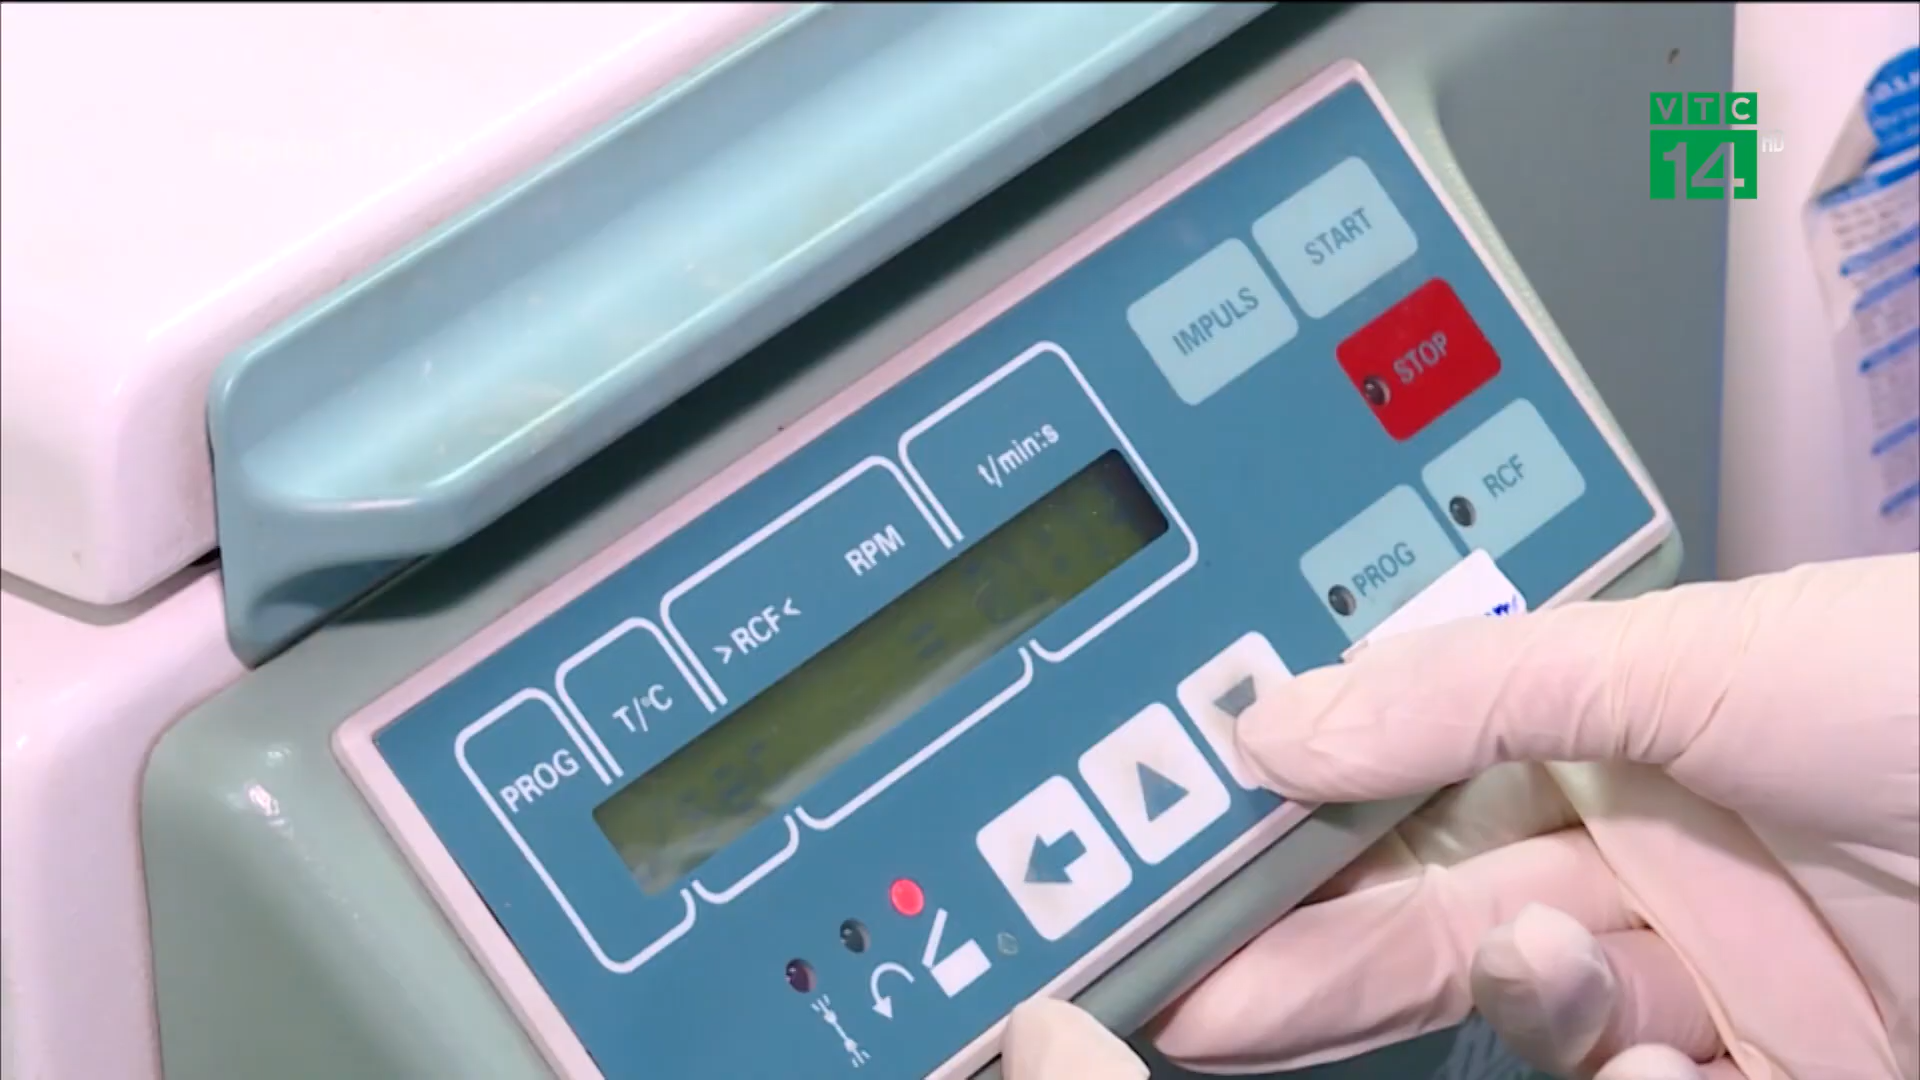 VTC
14 HD
START
IMPULS
STOP
t/min:s
RCF
RPM
PROG
>RCF<
T/°C
PROG